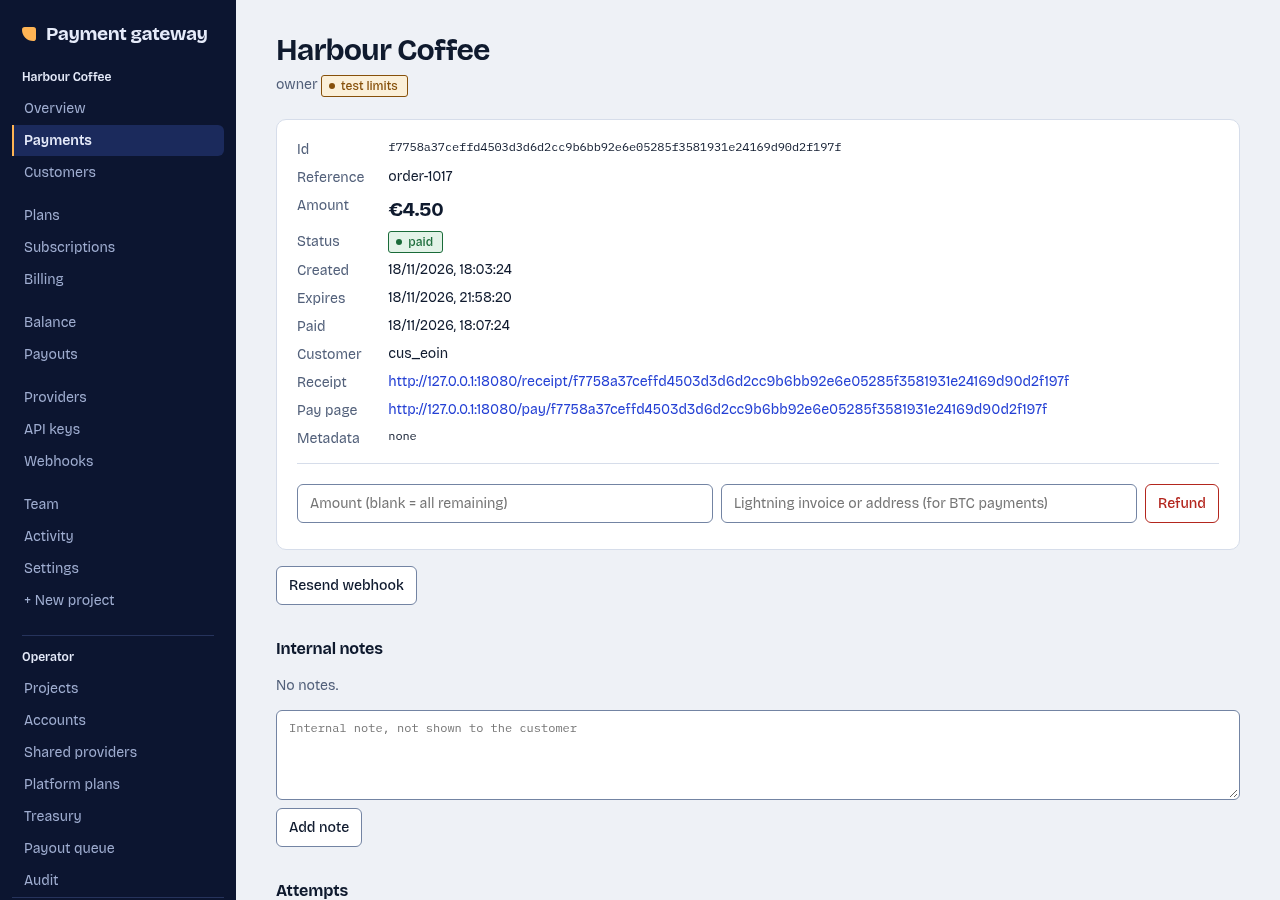 Payment gateway
Harbour Coffee
Overview
Payments
Customers
Plans
Subscriptions
Billing
Balance
Payouts
Providers
API keys
Webhooks
Team
Activity
Settings
+ New project
Operator
Projects
Accounts
Shared providers
Platform plans
Treasury
Payout queue
Audit
Harbour Coffee
owner test limits
Id f7758a37ceffd4503d3d6d2cc9b6bb92e6e05285f3581931e24169d90d2f197f
Reference order-1017
Amount €4.50
Status paid
Created 18/11/2026, 18:03:24
Expires 18/11/2026, 21:58:20
Paid 18/11/2026, 18:07:24
Customer cus_eoin
Receipt http://127.0.0.1:18080/receipt/f7758a37ceffd4503d3d6d2cc9b6bb92e6e05285f3581931e24169d90d2f197f
Pay page http://127.0.0.1:18080/pay/f7758a37ceffd4503d3d6d2cc9b6bb92e6e05285f3581931e24169d90d2f197f
Metadata none
Amount (blank = all remaining) Lightning invoice or address (for BTC payments) Refund
Resend webhook
Internal notes
No notes.
Internal note, not shown to the customer
Add note
Attempts